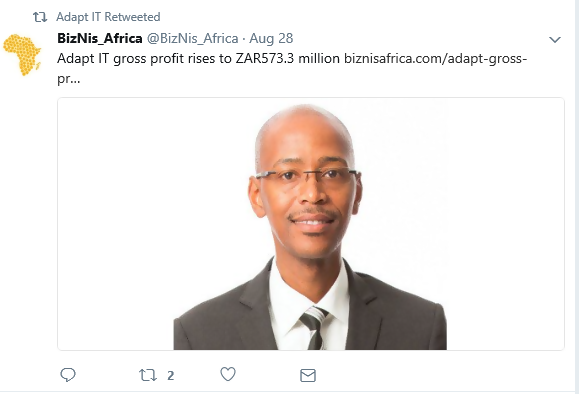 Adapt IT Retweeted
BizNis_Africa @BizNis_Africa · Aug 28
Adapt IT gross profit rises to ZAR573.3 million biznisafrica.com/adapt-gross-
pr...
2